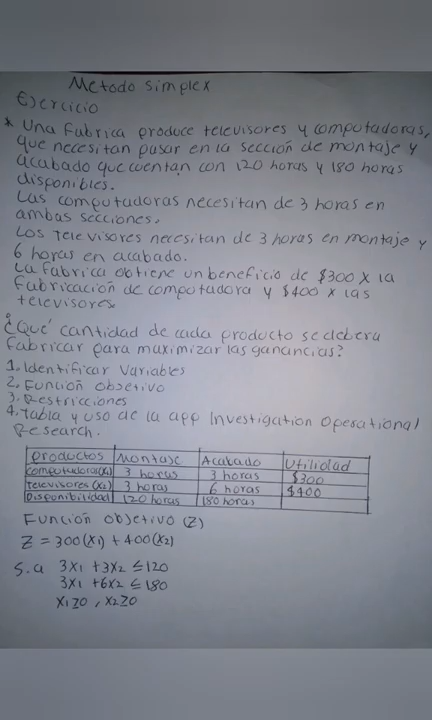 Metodo simplex
Ejercicio
* Una Fabrica produce televisores y computadoras,
que necesitan pasar en la sección de montaje y
acabado que cuentan con 120 horas y 180 horas
disponibles.
Las computadoras necesitan de 3 horas en
ambas secciones.
Los Televisores necesitan de 3 horas en montaje y
6 horas en acabado.
La fabrica obtiene un beneficio de $300 X la
Fabricación de computadora y $400 x las
televisores.
¿Qué cantidad de cada producto se debera
Fabricar para maximizar las ganancias?
1. Identificar Variables
2. Función Objetivo
3. Restricciones
4. Tabla y uso de la app Investigation Operational
Research.
Productos Montaje Acabado Utilidad
Computadoras(X1) 3 horas 3 horas $300
Televisores (X2) 3 horas 6 horas $400
Disponibilidad 120 horas 180 horas
Función Objetivo (Z)
Z = 300(X1) + 400(X2)
S.a 3X1 + 3X2 ≤ 120
3X1 + 6X2 ≤ 180
X1≥0, X2≥0